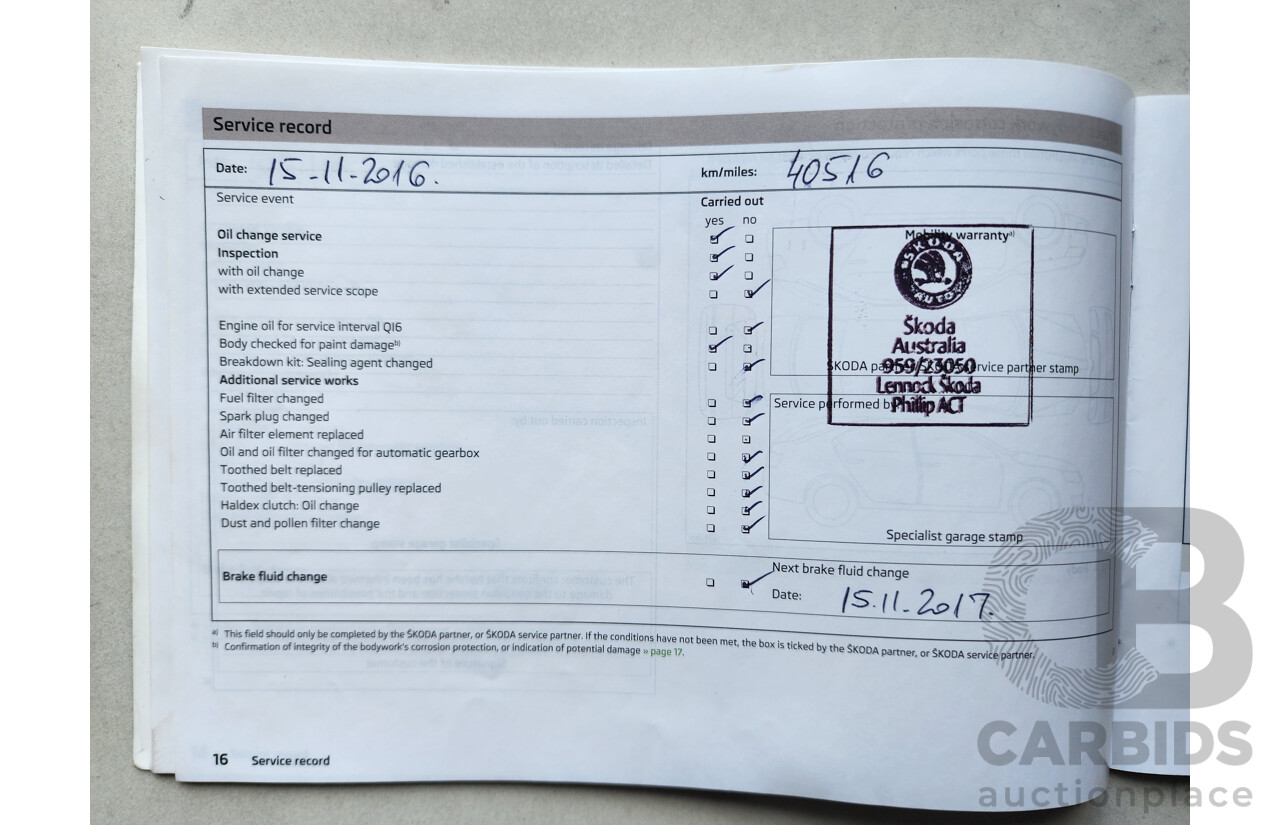 Service record
Date: 15-11-2016. km/miles: 40516
Service event Carried out
yes no
Oil change service
Mobility warranty a)
Inspection
with oil change
with extended service scope
Engine oil for service interval QI6
Body checked for paint damage b)
Breakdown kit: Sealing agent changed
Additional service works
Fuel filter changed
Spark plug changed
Air filter element replaced
Oil and oil filter changed for automatic gearbox
Toothed belt replaced
Toothed belt-tensioning pulley replaced
Haldex clutch: Oil change
Dust and pollen filter change
ŠKODA AUTO
Škoda
Australia
959/23050
Lennock Škoda
Phillip ACT
service partner stamp
Service performed by
Specialist garage stamp
Brake fluid change
Next brake fluid change
Date: 15.11.2017.
a) This field should only be completed by the ŠKODA partner, or ŠKODA service partner. If the conditions have not been met, the box is ticked by the ŠKODA partner, or ŠKODA service partner.
b) Confirmation of integrity of the bodywork's corrosion protection, or indication of potential damage » page 17.
16 Service record
CB
CARBIDS
auctionplace